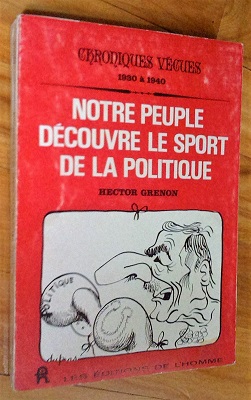 CHRONIQUES VÉCUES
1930 à 1940
NOTRE PEUPLE
DÉCOUVRE LE SPORT
DE LA POLITIQUE
HECTOR GRENON
POLITIQUE
LES ÉDITIONS DE L'HOMME